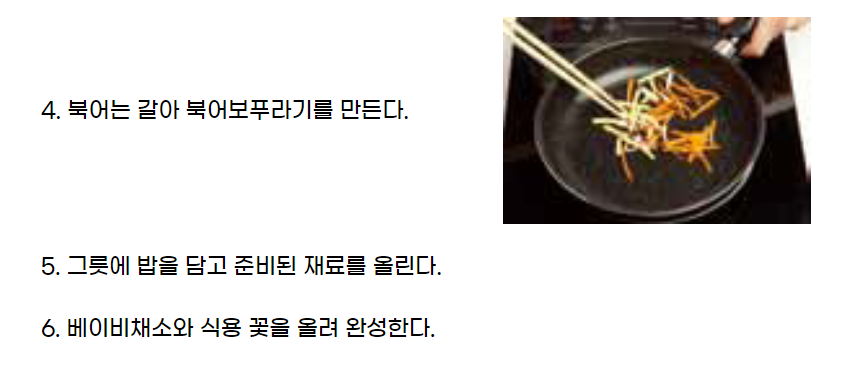 4. 북어는 갈아 북어보푸라기를 만든다.
5. 그릇에 밥을 담고 준비된 재료를 올린다.
6. 베이비채소와 식용 꽃을 올려 완성한다.